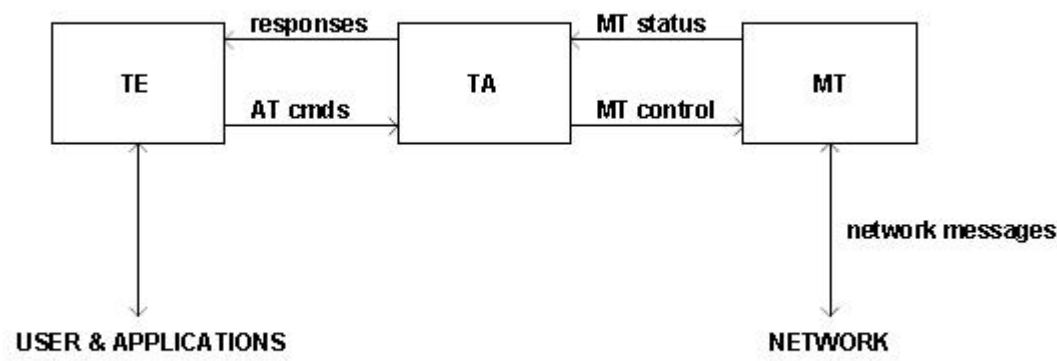 responses
MT status
TE
TA
MT
AT cmds
MT control
network messages
USER & APPLICATIONS
NETWORK